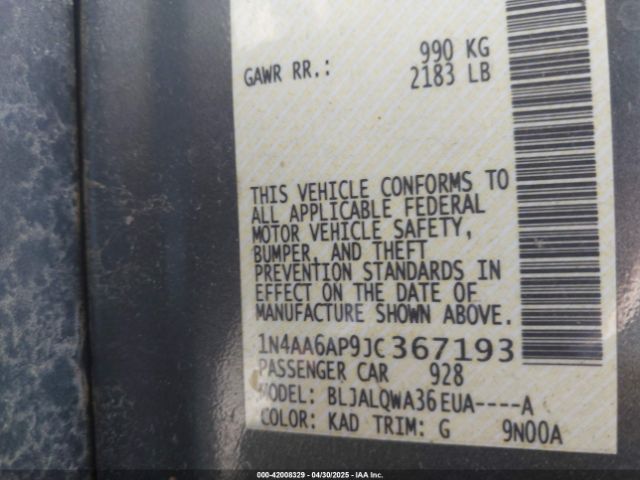 990 KG
GAWR RR.: 2183 LB
THIS VEHICLE CONFORMS TO
ALL APPLICABLE FEDERAL
MOTOR VEHICLE SAFETY,
BUMPER, AND THEFT
PREVENTION STANDARDS IN
EFFECT ON THE DATE OF
MANUFACTURE SHOWN ABOVE.
1N4AA6AP9JC367193
PASSENGER CAR 928
MODEL: BLJALQWA36EUA----A
COLOR: KAD TRIM: G 9N00A
000-42008329 - 04/30/2025 - IAA Inc.